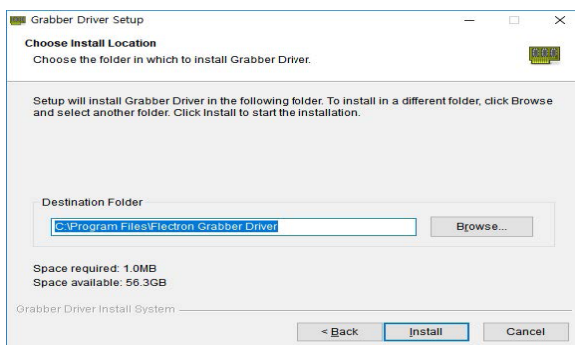 Grabber Driver Setup
Choose Install Location
Choose the folder in which to install Grabber Driver.
Setup will install Grabber Driver in the following folder. To install in a different folder, click Browse
and select another folder. Click Install to start the installation.
Destination Folder
C:\Program Files\Flectron Grabber Driver
Browse...
Space required: 1.0MB
Space available: 56.3GB
Grabber Driver Install System
< Back
Install
Cancel